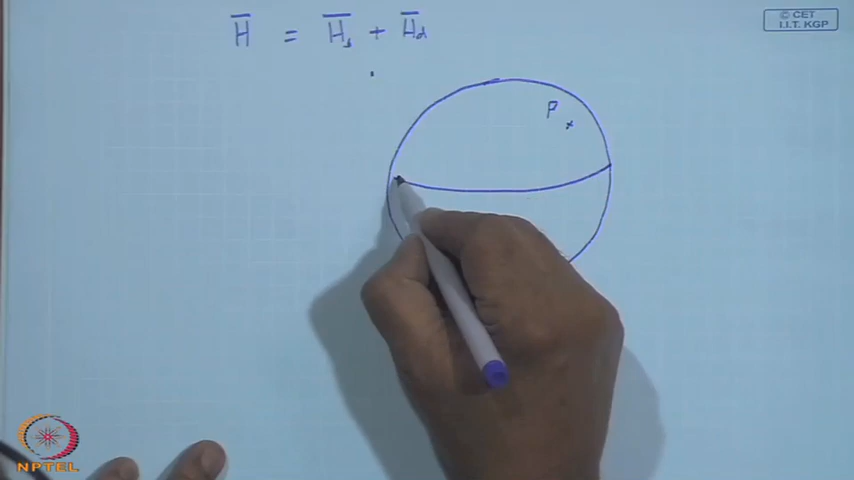 H̅ = H̅s + H̅d
© CET
I.I.T. KGP
P
NPTEL